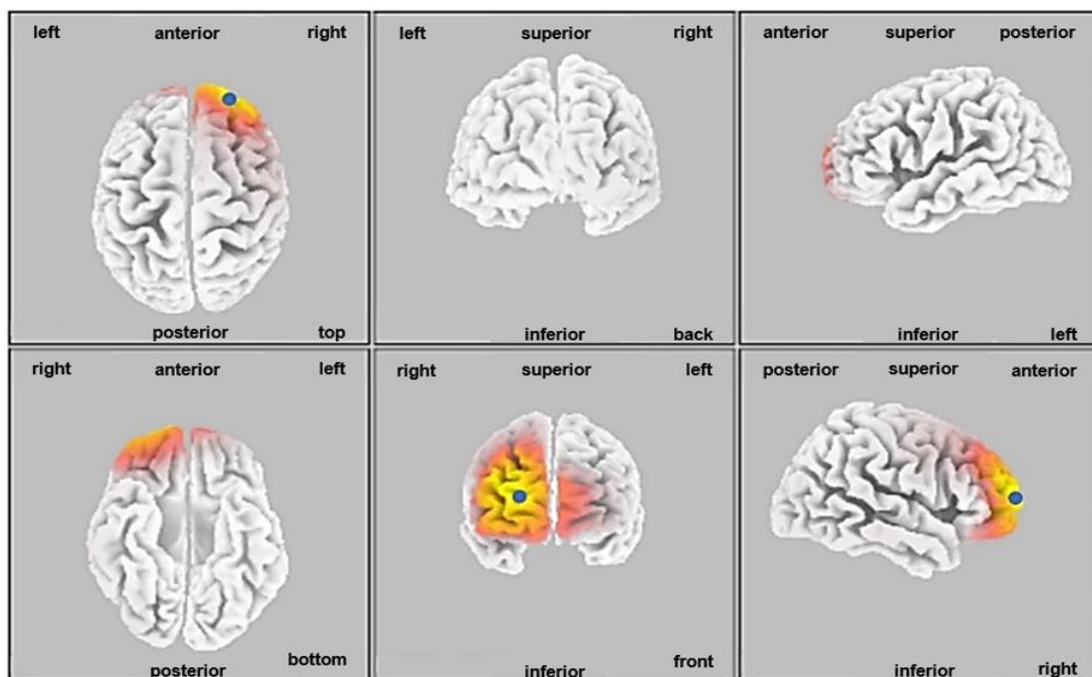 left anterior right
posterior top
left superior right
inferior back
anterior superior posterior
inferior left
right anterior left
bottom
posterior
right superior left
front
inferior
posterior superior anterior
inferior right